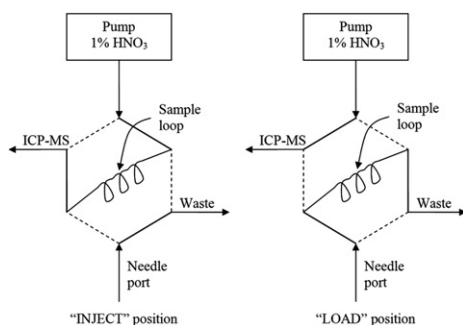 Pump
1% HNO₃
Sample
loop
ICP-MS
Waste
Needle
port
"INJECT" position
Pump
1% HNO₃
Sample
loop
ICP-MS
Waste
Needle
port
"LOAD" position